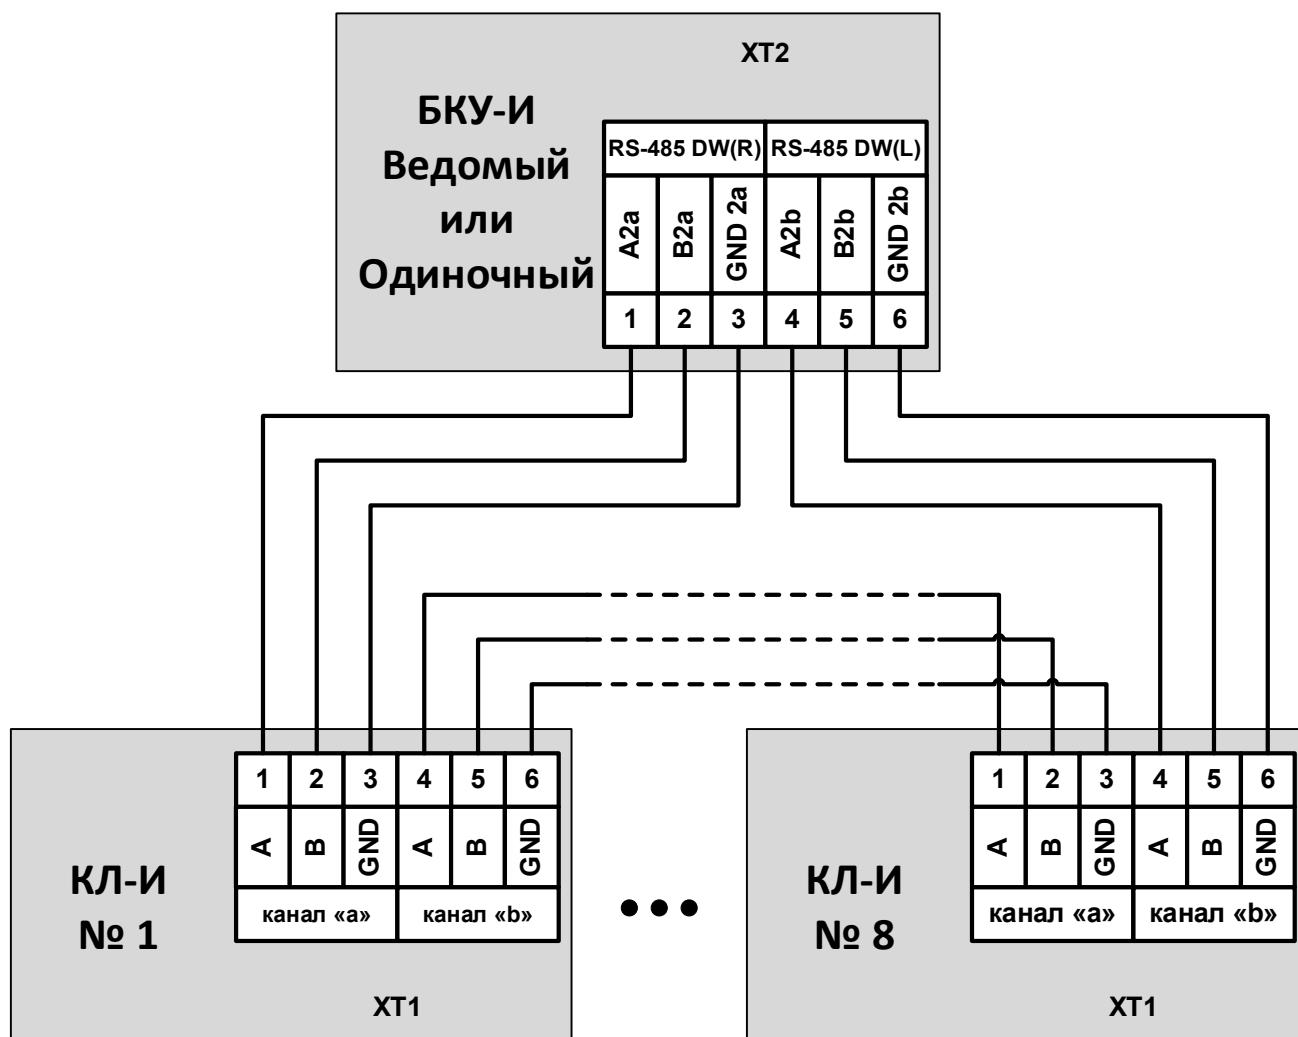 XT2
БКУ-И
Ведомый
или
Одиночный
RS-485 DW(R) RS-485 DW(L)
A2a B2a GND 2a A2b B2b GND 2b
1 2 3 4 5 6
1 2 3 4 5 6
A B GND A B GND
канал «a» канал «b»
КЛ-И
№ 1
XT1
1 2 3 4 5 6
A B GND A B GND
канал «a» канал «b»
КЛ-И
№ 8
XT1